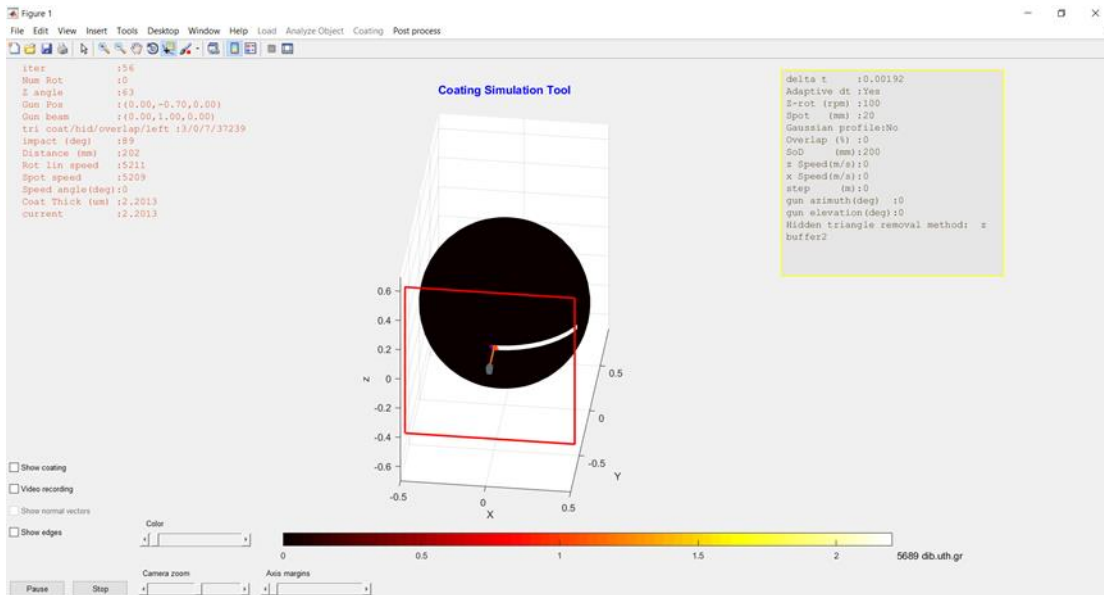 Figure 1
File Edit View Insert Tools Desktop Window Help Load Analyze Object Coating Post process
iter :56
Num Rot :0
Z angle :63
Gun Pos :(0.00,-0.70,0.00)
Gun beam :(0.00,1.00,0.00)
tri coat/hid/overlap/left :3/0/7/37239
impact (deg) :89
Distance (mm) :202
Rot lin speed :5211
Spot speed :5209
Speed angle(deg):0
Coat Thick (um) :2.2013
current :2.2013
Coating Simulation Tool
delta t :0.00192
Adaptive dt :Yes
Z-rot (rpm) :100
Spot (mm) :20
Gaussian profile:No
Overlap (%) :0
SoD (mm):200
z Speed(m/s):0
x Speed(m/s):0
step (m):0
gun azimuth(deg) :0
gun elevation(deg):0
Hidden triangle removal method: z
buffer2
0.6
0.4
0.2
0
-0.2
-0.4
-0.6
z
-0.5
0
0.5
X
-0.5
0
0.5
Y
Show coating
Video recording
Show normal vectors
Show edges
Color
0 0.5 1 1.5 2
5689 dib.uth.gr
Camera zoom
Axis margins
Pause
Stop